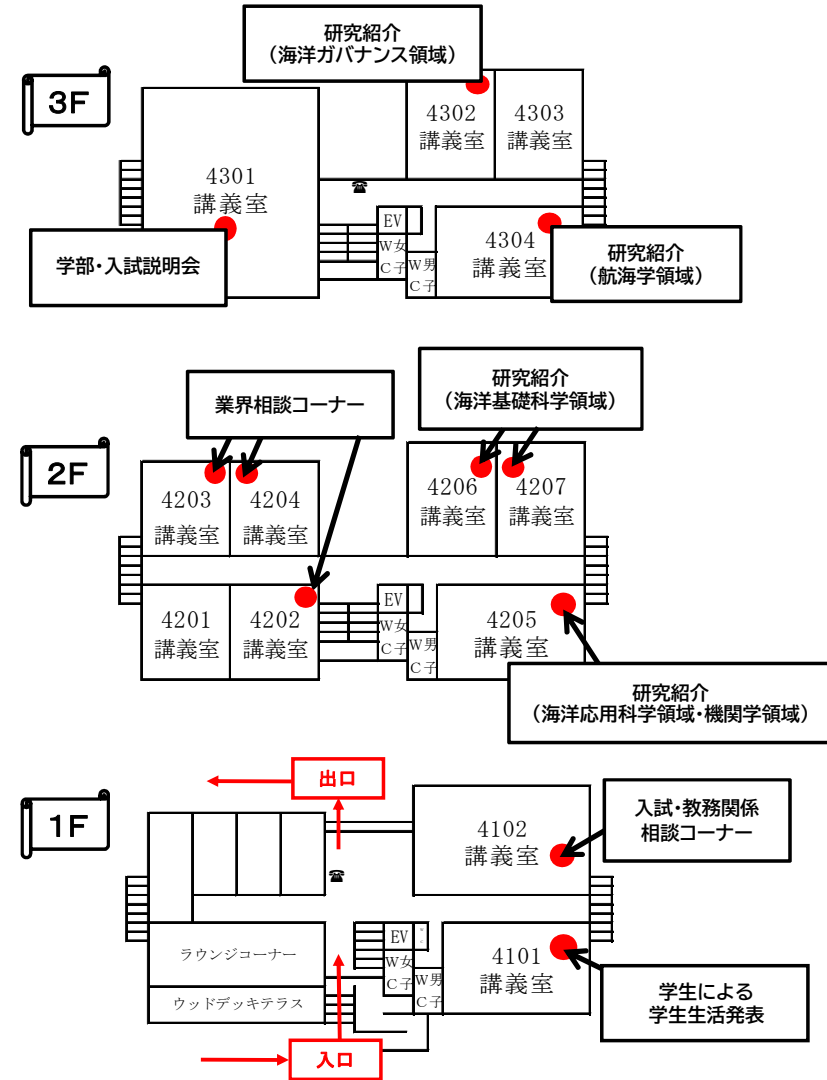 研究紹介
（海洋ガバナンス領域）
3F
4302
講義室
4303
講義室
4301
講義室
EV
W女
C子
W男
C子
4304
講義室
学部・入試説明会
研究紹介
（航海学領域）
業界相談コーナー
研究紹介
（海洋基礎科学領域）
2F
4203
講義室
4204
講義室
4206
講義室
4207
講義室
4201
講義室
4202
講義室
EV
W女
C子
W男
C子
4205
講義室
研究紹介
（海洋応用科学領域・機関学領域）
出口
1F
4102
講義室
入試・教務関係
相談コーナー
ラウンジコーナー
EV
W女
C子
W男
C子
4101
講義室
ウッドデッキテラス
学生による
学生生活発表
入口